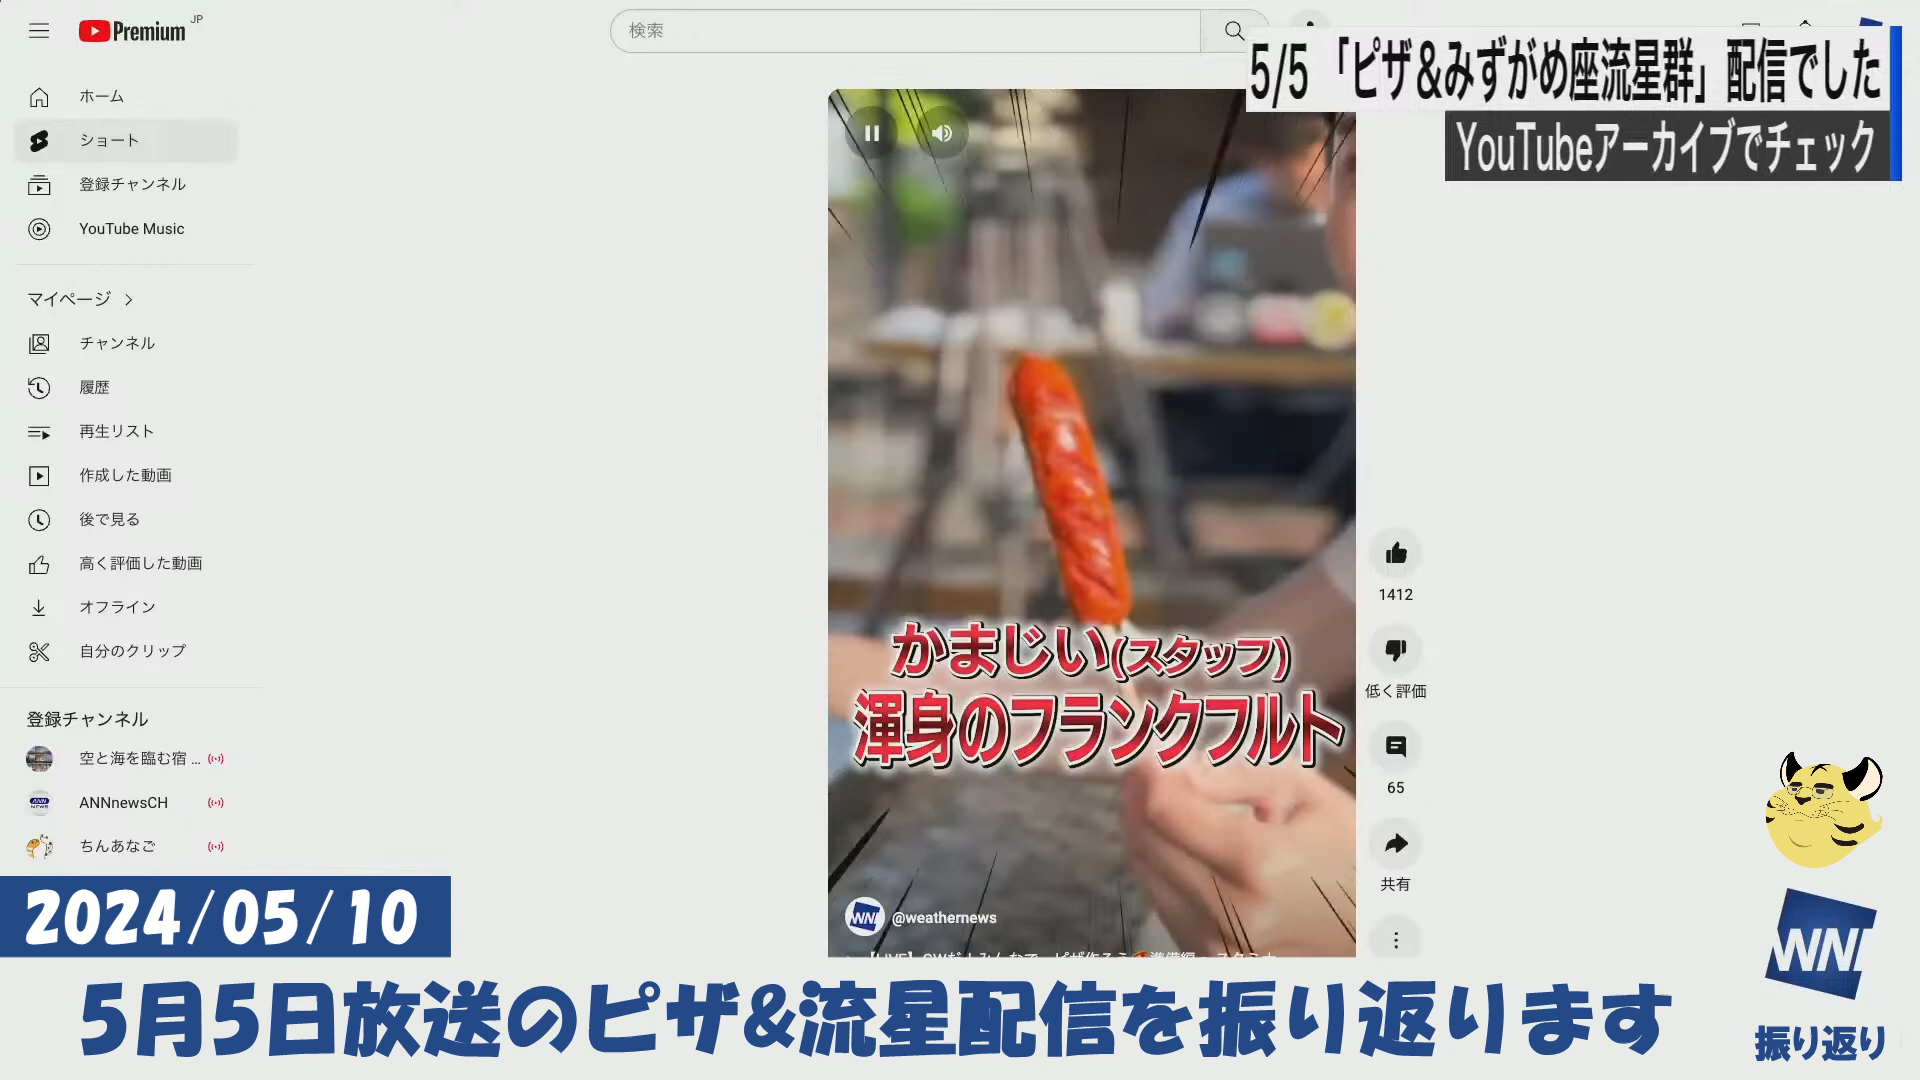 Premium JP
検索
5/5「ピザ&みずがめ座流星群」配信でした
YouTubeアーカイブでチェック
ホーム
ショート
登録チャンネル
YouTube Music
マイページ
チャンネル
履歴
再生リスト
作成した動画
後で見る
高く評価した動画
オフライン
自分のクリップ
登録チャンネル
空と海を臨む宿 ...
ANNnewsCH
ちんあなご
かまじい(スタッフ)
渾身のフランクフルト
WNI @weathernews
1412
低く評価
65
共有
2024/05/10
5月5日放送のピザ&流星配信を振り返ります
WNI
振り返り